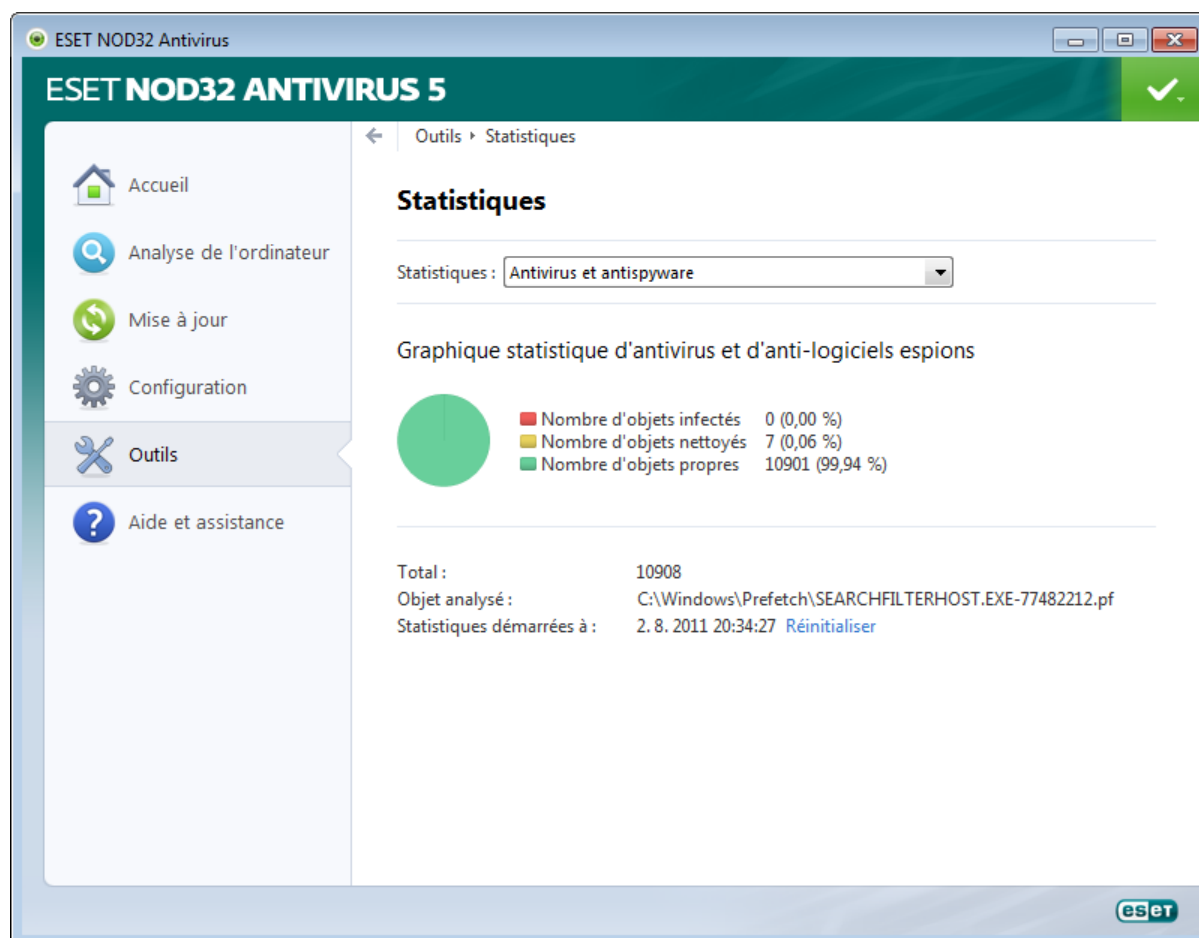 ESET NOD32 Antivirus
ESET NOD32 ANTIVIRUS 5
Outils ‣ Statistiques
Accueil
Analyse de l'ordinateur
Mise à jour
Configuration
Outils
Aide et assistance
Statistiques
Statistiques : Antivirus et antispyware
Graphique statistique d'antivirus et d'anti-logiciels espions
Nombre d'objets infectés 0 (0,00 %)
Nombre d'objets nettoyés 7 (0,06 %)
Nombre d'objets propres 10901 (99,94 %)
Total : 10908
Objet analysé : C:\Windows\Prefetch\SEARCHFILTERHOST.EXE-77482212.pf
Statistiques démarrées à : 2. 8. 2011 20:34:27 Réinitialiser
eset